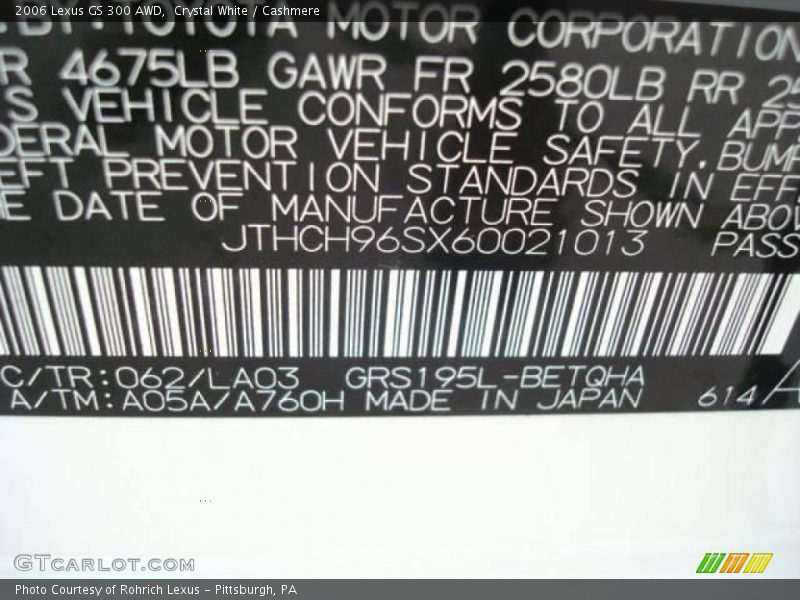 2006 Lexus GS 300 AWD, Crystal White / Cashmere
TOYOTA MOTOR CORPORATION
4675LB GAWR FR 2580LB RR
VEHICLE CONFORMS TO ALL
MOTOR VEHICLE SAFETY,
PREVENTION STANDARDS IN
DATE OF MANUFACTURE SHOWN
JTHCH96SX60021013 PASS
C/TR:062/LA03 GRS195L-BETQHA
A/TM:A05A/A760H MADE IN JAPAN 614
GTCARLOT.COM
Photo Courtesy of Rohrich Lexus - Pittsburgh, PA